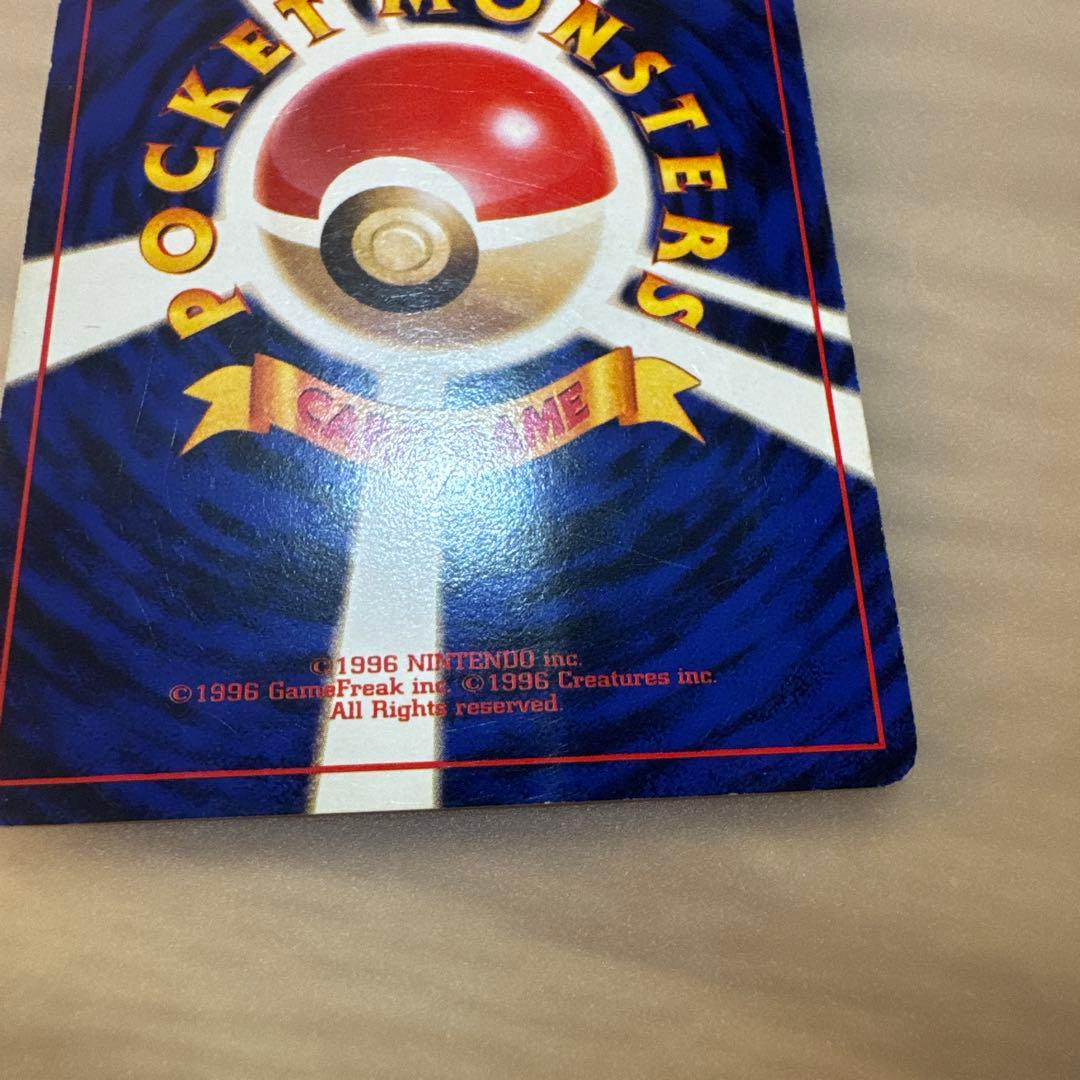 POCKET MONSTERS
CARD GAME
©1996 NINTENDO inc.
©1996 GameFreak inc. ©1996 Creatures inc.
All Rights reserved.